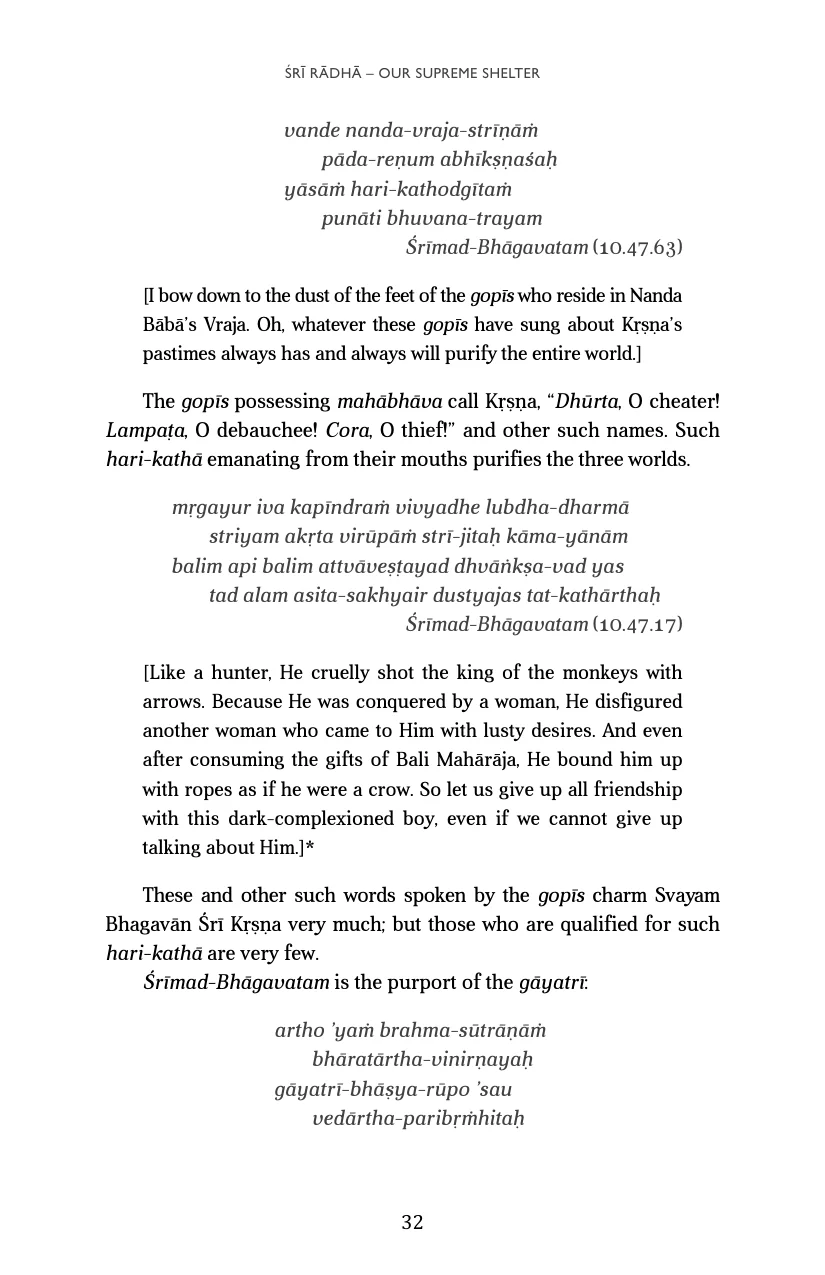 ŚRĪ RĀDHĀ – OUR SUPREME SHELTER
vande nanda-vraja-strīṇāṁ
pāda-reṇum abhīkṣṇaśaḥ
yāsāṁ hari-kathodgītaṁ
punāti bhuvana-trayam
Śrīmad-Bhāgavatam (10.47.63)
[I bow down to the dust of the feet of the gopīs who reside in Nanda
Bābā’s Vraja. Oh, whatever these gopīs have sung about Kṛṣṇa’s
pastimes always has and always will purify the entire world.]
The gopīs possessing mahābhāva call Kṛṣṇa, “Dhūrta, O cheater!
Lampaṭa, O debauchee! Cora, O thief!” and other such names. Such
hari-kathā emanating from their mouths purifies the three worlds.
mṛgayur iva kapīndraṁ vivyadhe lubdha-dharmā
striyam akṛta virūpāṁ strī-jitaḥ kāma-yānām
balim api balim attvāveṣṭayad dhvāṅkṣa-vad yas
tad alam asita-sakhyair dustyajas tat-kathārthaḥ
Śrīmad-Bhāgavatam (10.47.17)
[Like a hunter, He cruelly shot the king of the monkeys with
arrows. Because He was conquered by a woman, He disfigured
another woman who came to Him with lusty desires. And even
after consuming the gifts of Bali Mahārāja, He bound him up
with ropes as if he were a crow. So let us give up all friendship
with this dark-complexioned boy, even if we cannot give up
talking about Him.]*
These and other such words spoken by the gopīs charm Svayam
Bhagavān Śrī Kṛṣṇa very much; but those who are qualified for such
hari-kathā are very few.
Śrīmad-Bhāgavatam is the purport of the gāyatrī:
artho ’yaṁ brahma-sūtrāṇāṁ
bhāratārtha-vinirṇayaḥ
gāyatrī-bhāṣya-rūpo ’sau
vedārtha-paribṛṁhitaḥ
32